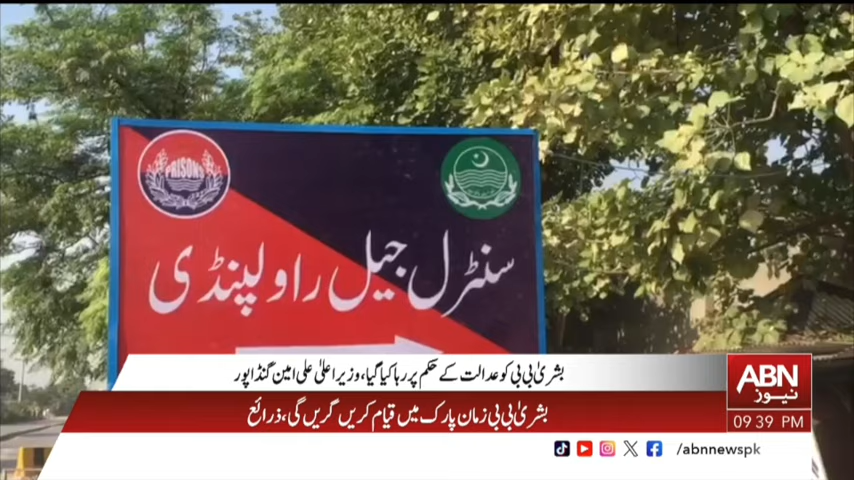 PRISONS
سنٹرل جیل راولپنڈی
بشریٰ بی بی کو عدالت کے حکم پر رہا کیا گیا، وزیراعلیٰ علی امین گنڈاپور
بشریٰ بی بی زمان پارک میں قیام کریں گریں گی، ذرائع
ABN
نیوز
09 39 PM
/abnnewspk